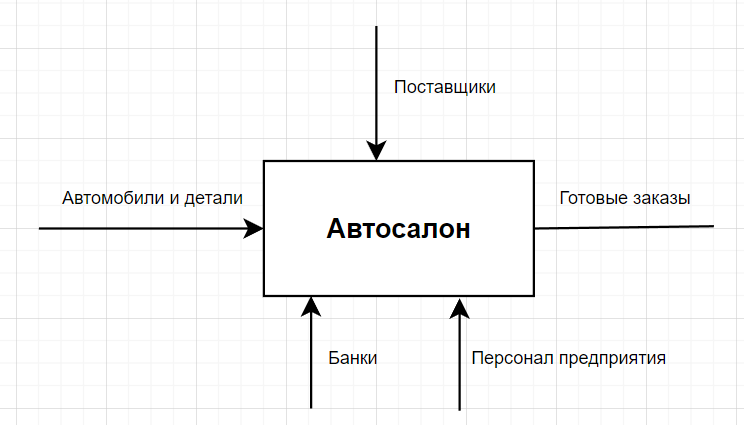 Поставщики
Автомобили и детали
Готовые заказы
Автосалон
Банки
Персонал предприятия